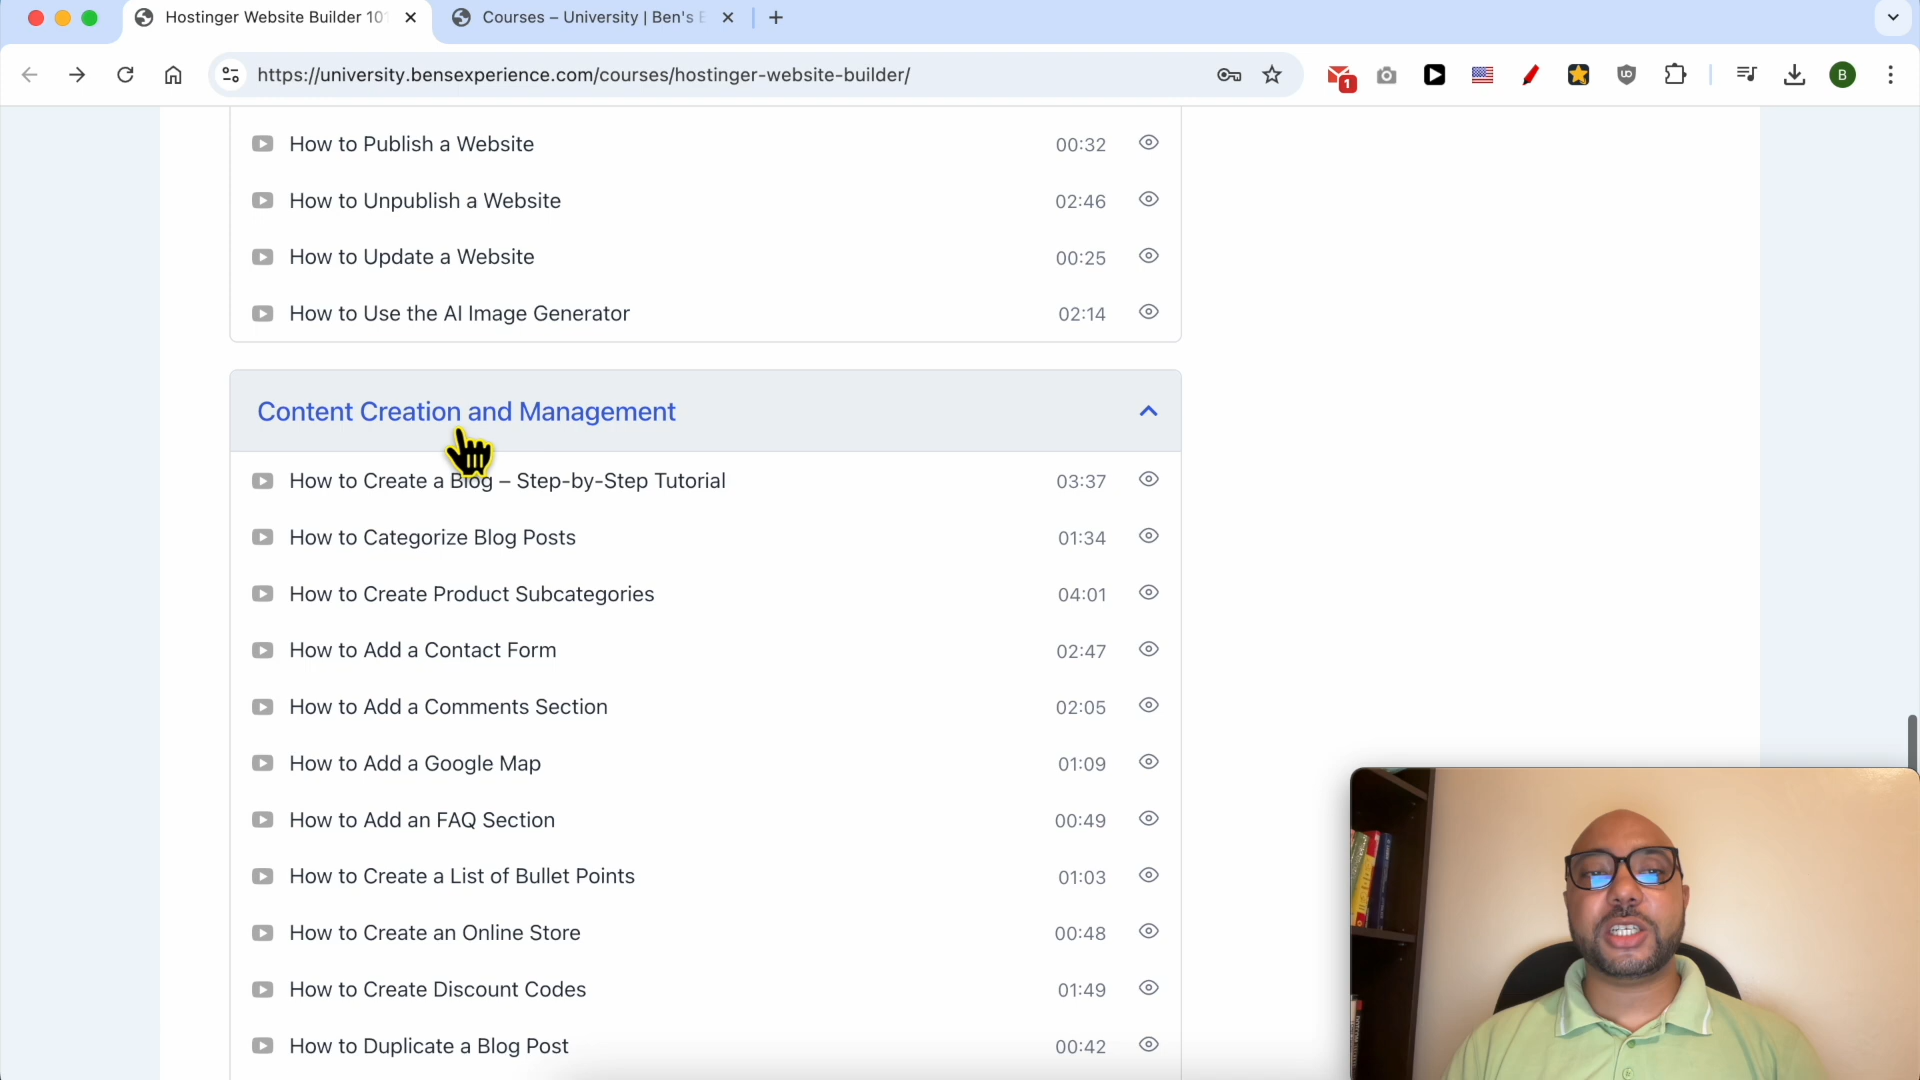 Hostinger Website Builder 10
Courses – University | Ben's
https://university.bensexperience.com/courses/hostinger-website-builder/
1
B
How to Publish a Website 00:32
How to Unpublish a Website 02:46
How to Update a Website 00:25
How to Use the AI Image Generator 02:14
Content Creation and Management
How to Create a Blog – Step-by-Step Tutorial 03:37
How to Categorize Blog Posts 01:34
How to Create Product Subcategories 04:01
How to Add a Contact Form 02:47
How to Add a Comments Section 02:05
How to Add a Google Map 01:09
How to Add an FAQ Section 00:49
How to Create a List of Bullet Points 01:03
How to Create an Online Store 00:48
How to Create Discount Codes 01:49
How to Duplicate a Blog Post 00:42